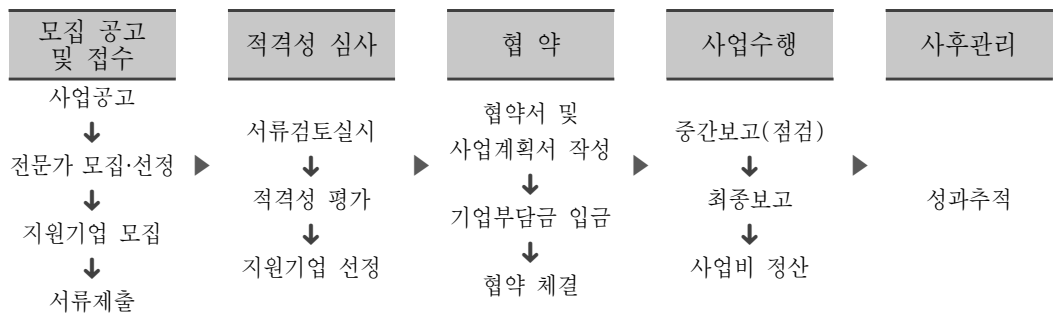 모집 공고
및 접수
사업공고
↓
전문가 모집·선정
↓
지원기업 모집
↓
서류제출
▶
적격성 심사
서류검토실시
↓
적격성 평가
↓
지원기업 선정
▶
협 약
협약서 및
사업계획서 작성
↓
기업부담금 입금
↓
협약 체결
▶
사업수행
중간보고(점검)
↓
최종보고
↓
사업비 정산
▶
사후관리
성과추적